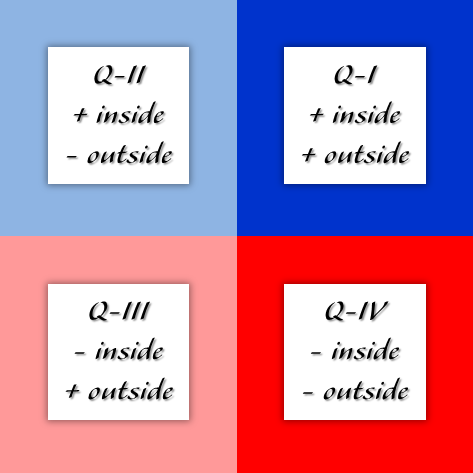 Q-II
+ inside
- outside
Q-I
+ inside
+ outside
Q-III
- inside
+ outside
Q-IV
- inside
- outside